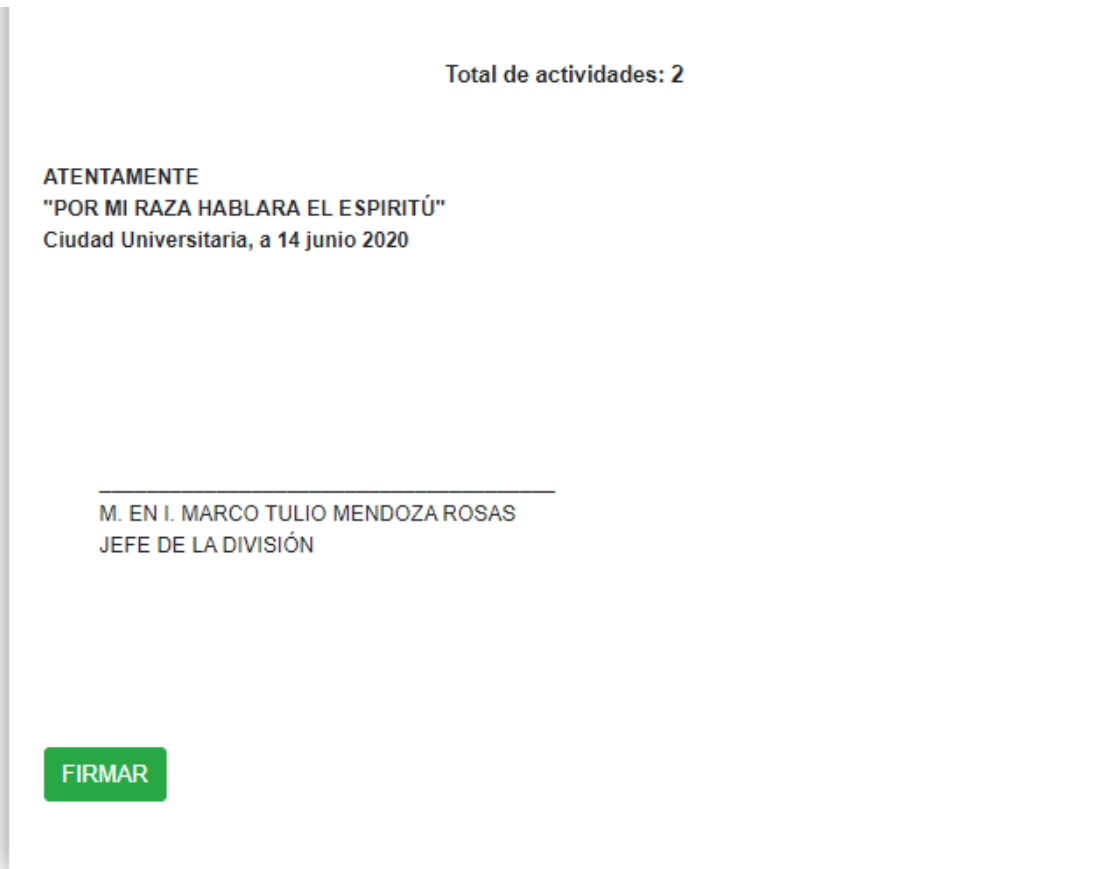 Total de actividades: 2
ATENTAMENTE
"POR MI RAZA HABLARA EL ESPIRITÚ"
Ciudad Universitaria, a 14 junio 2020
M. EN I. MARCO TULIO MENDOZA ROSAS
JEFE DE LA DIVISIÓN
FIRMAR